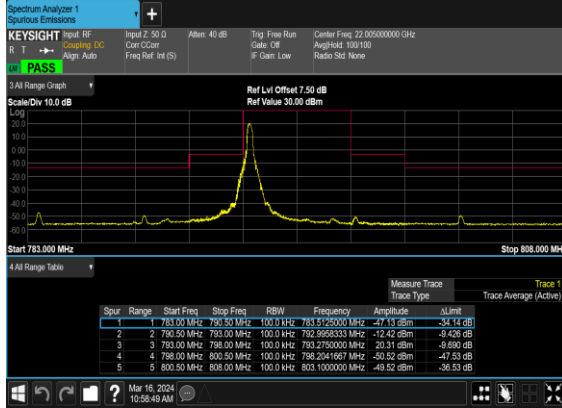 Spectrum Analyzer 1
Spurious Emissions
+
KEYSIGHT Input: RF Input Z: 50 Ω Atten: 40 dB Trig: Free Run Center Freq: 22.005000000 GHz
R T Coupling: DC Corr CCorr Gate: Off Avg|Hold: 100/100
Align: Auto Freq Ref: Int (S) IF Gain: Low Radio Std: None
PASS
3 All Range Graph
Ref Lvl Offset 7.50 dB
Scale/Div 10.0 dB Ref Value 30.00 dBm
Log
20.0
10.0
0.00
-10.0
-20.0
-30.0
-40.0
-50.0
-60.0
Start 783.000 MHz Stop 808.000 MH
4 All Range Table
Measure Trace Trace 1
Trace Type Trace Average (Active)
Spur Range Start Freq Stop Freq RBW Frequency Amplitude ΔLimit
1 1 783.00 MHz 790.50 MHz 100.0 kHz 783.5125000 MHz -47.13 dBm -34.14 dB
2 2 790.50 MHz 793.00 MHz 100.0 kHz 792.9958333 MHz -12.42 dBm -9.426 dB
3 3 793.00 MHz 798.00 MHz 100.0 kHz 793.2750000 MHz 20.31 dBm -9.690 dB
4 4 798.00 MHz 800.50 MHz 100.0 kHz 798.2041667 MHz -50.52 dBm -47.53 dB
5 5 800.50 MHz 808.00 MHz 100.0 kHz 803.1000000 MHz -49.52 dBm -36.53 dB
?
Mar 16, 2024
10:58:49 AM